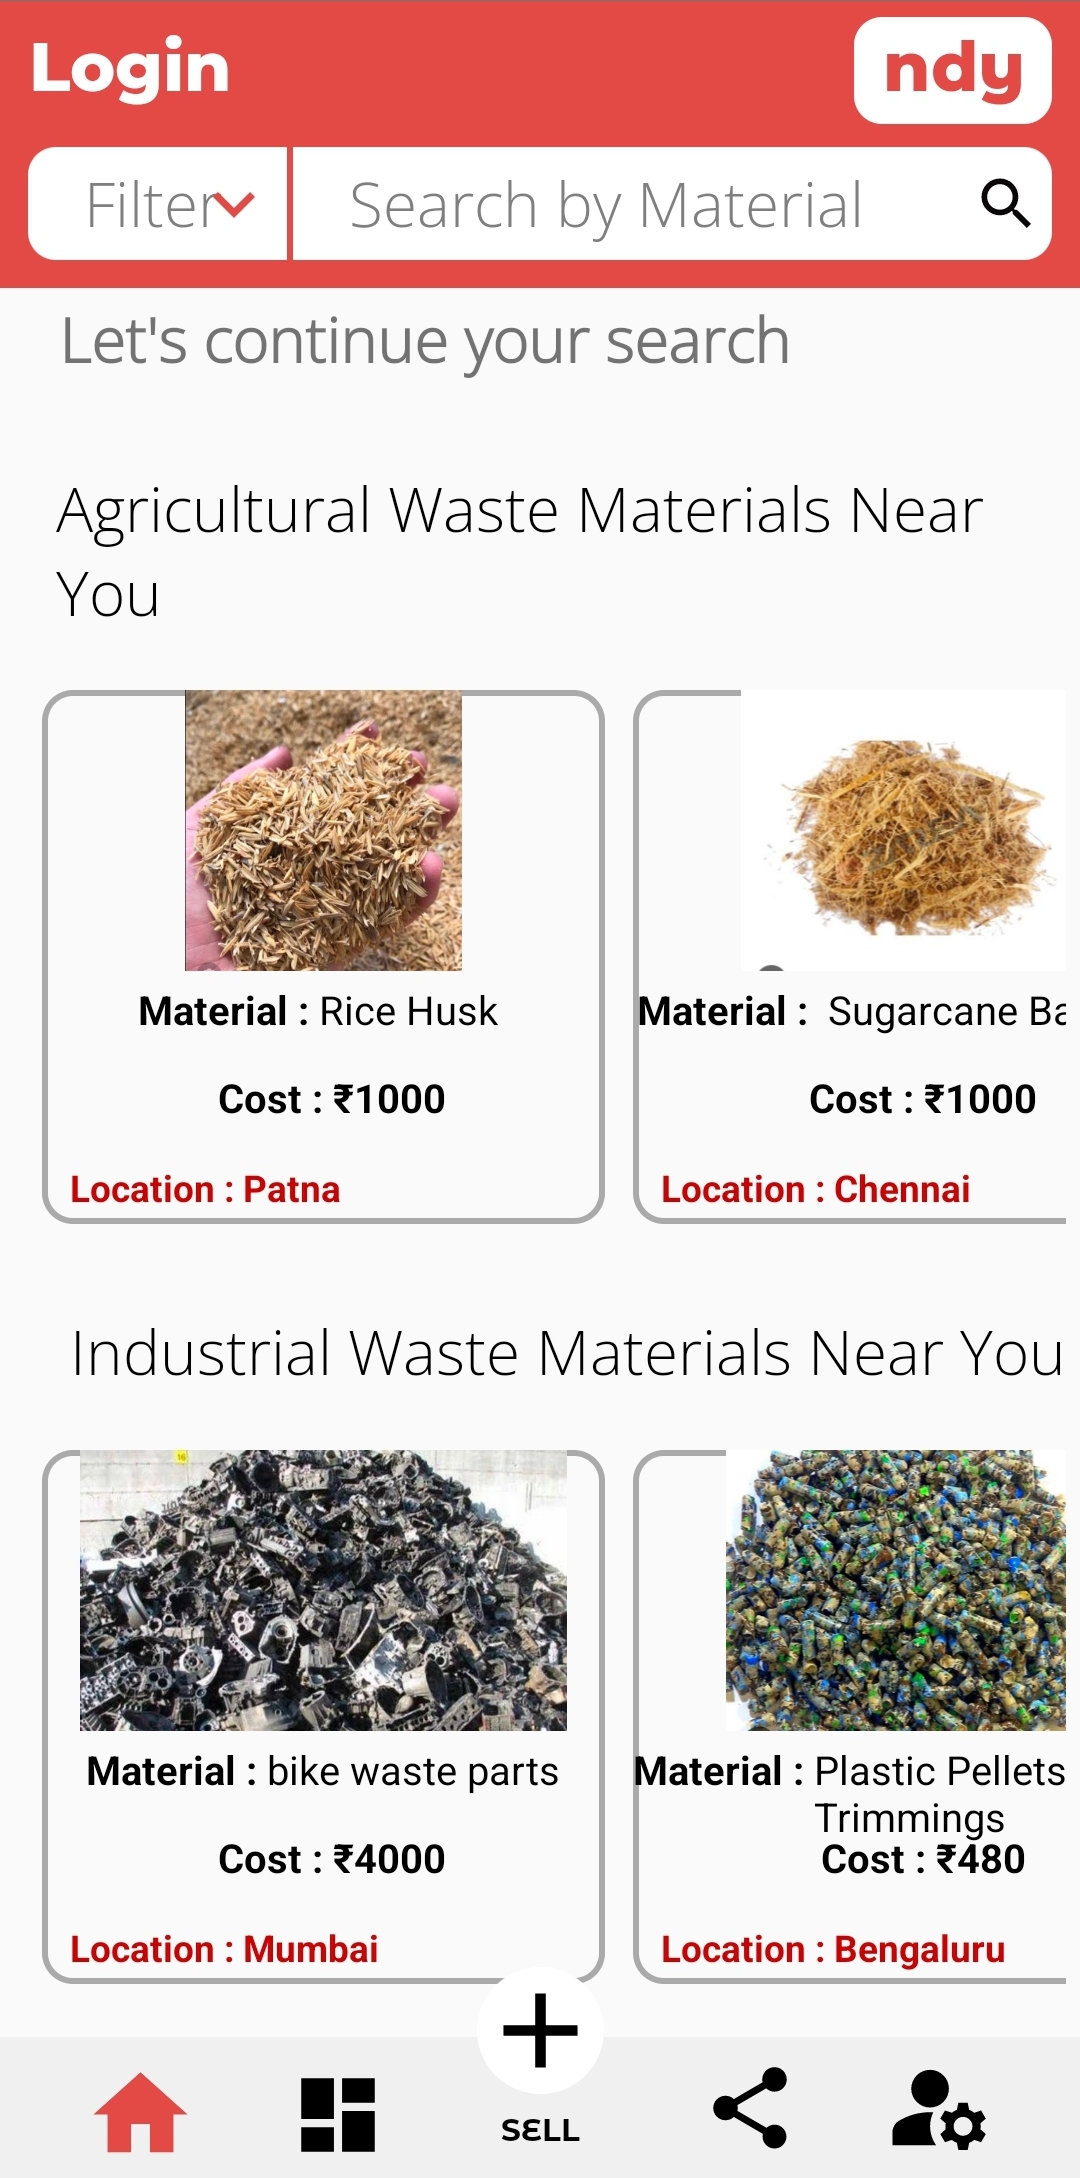 Login
ndy
Filter
Search by Material
Let's continue your search
Agricultural Waste Materials Near
You
Material : Rice Husk
Cost : ₹1000
Location : Patna
Material : Sugarcane Ba
Cost : ₹1000
Location : Chennai
Industrial Waste Materials Near You
16
Material : bike waste parts
Cost : ₹4000
Location : Mumbai
Material : Plastic Pellets
Trimmings
Cost : ₹480
Location : Bengaluru
SELL